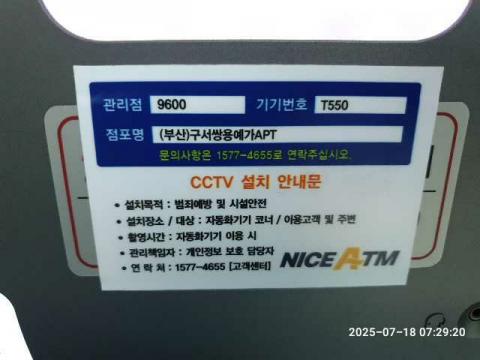 관리점 9600 기기번호 T550
점포명 (부산)구서쌍용예가APT
문의사항은 1577-4655로 연락주십시오.
CCTV 설치 안내문
• 설치목적 : 범죄예방 및 시설안전
• 설치장소 / 대상 : 자동화기기 코너 / 이용고객 및 주변
• 촬영시간 : 자동화기기 이용 시
• 관리책임자 : 개인정보 보호 담당자
• 연 락 처 : 1577-4655 [고객센터]
NICE ATM
2025-07-18 07:29:20